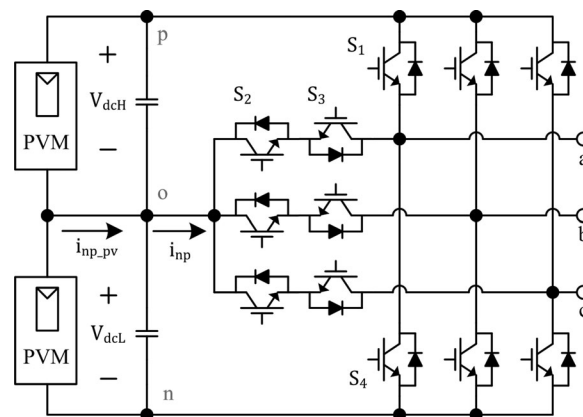 p
S1
+
VdcH
PVM
−
S2 S3
a
o
inp_pv
inp
b
+
VdcL
PVM
−
c
S4
n